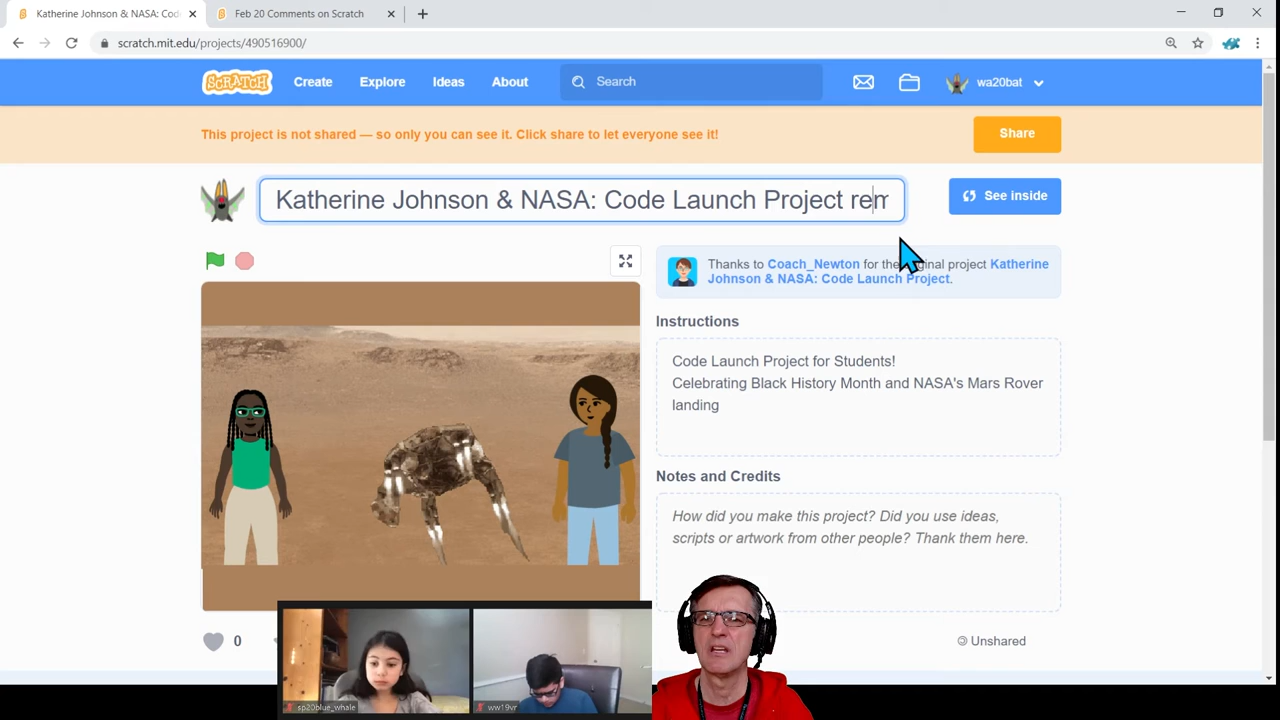 Katherine Johnson & NASA: Cod
Feb 20 Comments on Scratch
scratch.mit.edu/projects/490516900/
SCRATCH
Create
Explore
Ideas
About
Search
wa20bat
This project is not shared — so only you can see it. Click share to let everyone see it!
Share
Katherine Johnson & NASA: Code Launch Project rem
See inside
Thanks to Coach_Newton for the original project Katherine
Johnson & NASA: Code Launch Project.
Instructions
Code Launch Project for Students!
Celebrating Black History Month and NASA's Mars Rover
landing
Notes and Credits
How did you make this project? Did you use ideas,
scripts or artwork from other people? Thank them here.
0
Unshared
sp20blue_whale
ww19vr